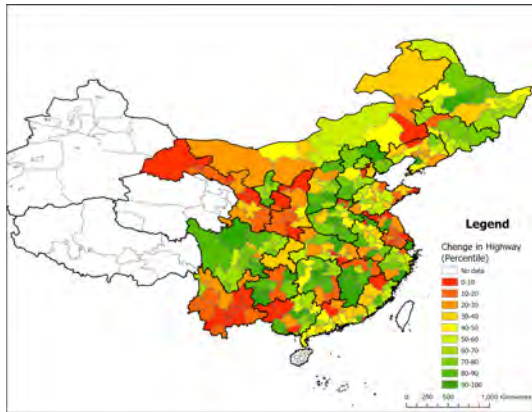 Legend
Chenge in Highway
(Percentile)
No data
0-10
10-20
20-30
30-40
40-50
50-60
60-70
70-80
80-90
90-100
0 250 500 1,000 Kilometers